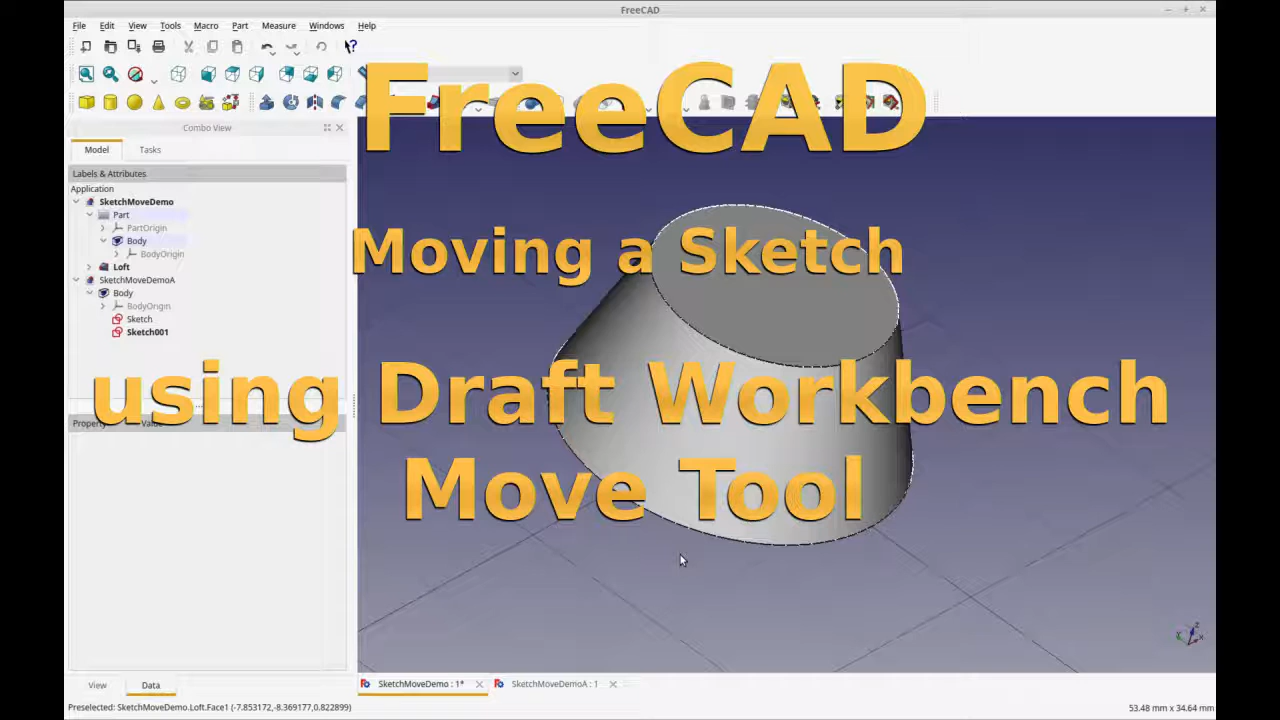 FreeCAD
File Edit View Tools Macro Part Measure Windows Help
FreeCAD
Combo View
Model Tasks
Labels & Attributes
Application
SketchMoveDemo
Part
PartOrigin
Body
BodyOrigin
Loft
SketchMoveDemoA
Body
BodyOrigin
Sketch
Sketch001
Moving a Sketch
using Draft Workbench
Move Tool
Property Value
View Data
SketchMoveDemo : 1*
SketchMoveDemoA : 1
Preselected: SketchMoveDemo.Loft.Face1 (-7.853172,-8.369177,0.822899)
53.48 mm x 34.64 mm